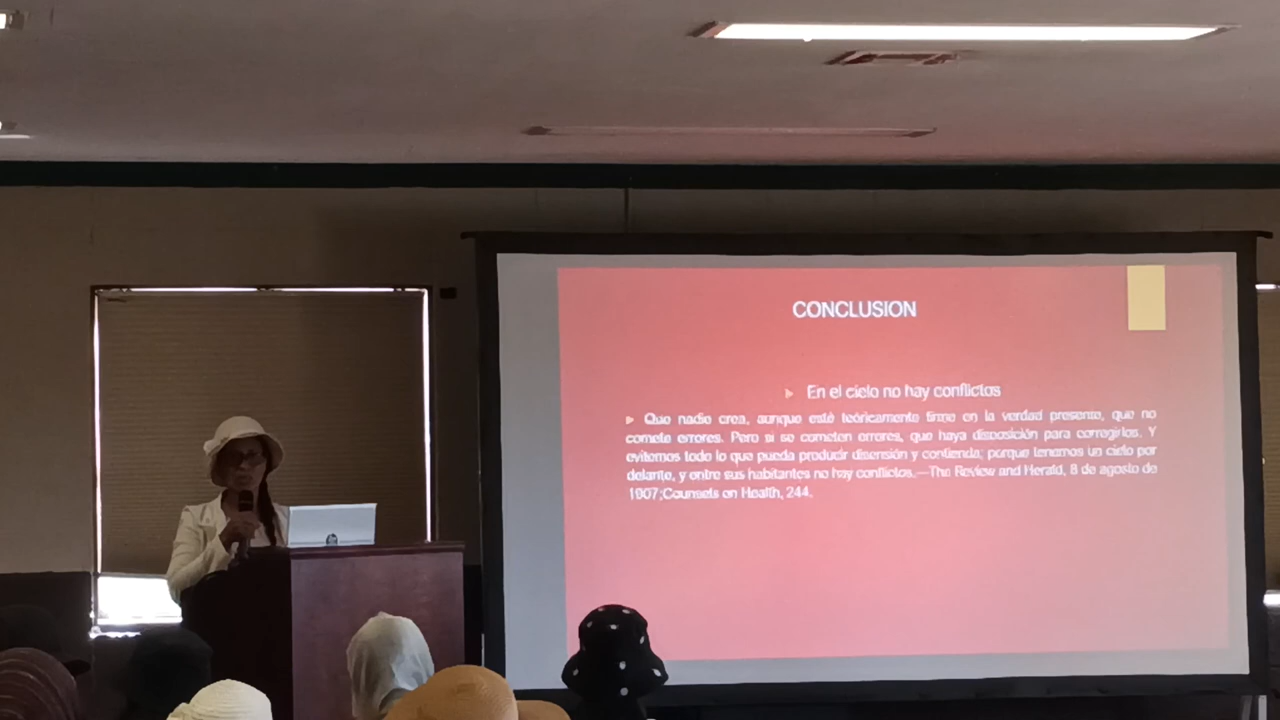 CONCLUSION
En el cielo no hay conflictos
Que nadie crea, aunque esté teóricamente firme en la verdad presente, que no
comete errores. Pero si se cometen errores, que haya disposición para corregirlos. Y
evitemos todo lo que pueda producir disensión y contienda; porque tenemos un cielo por
delante, y entre sus habitantes no hay conflictos.—The Review and Herald, 8 de agosto de
1907;Counsels on Health, 244.